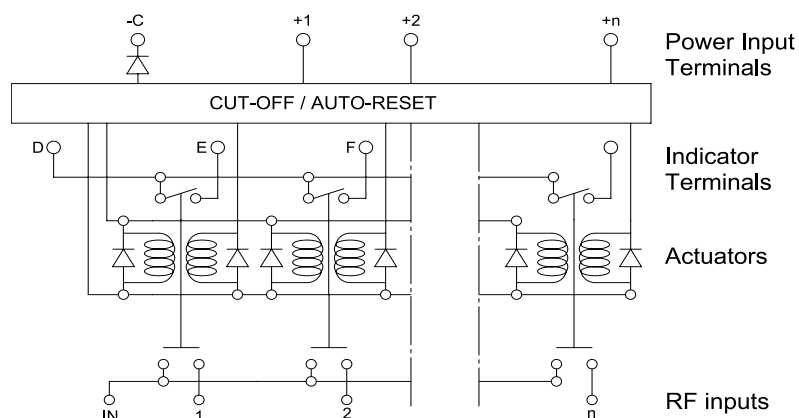 -C +1 +2 +n Power Input Terminals
CUT-OFF / AUTO-RESET
D E F Indicator Terminals
Actuators
IN 1 2 n RF inputs